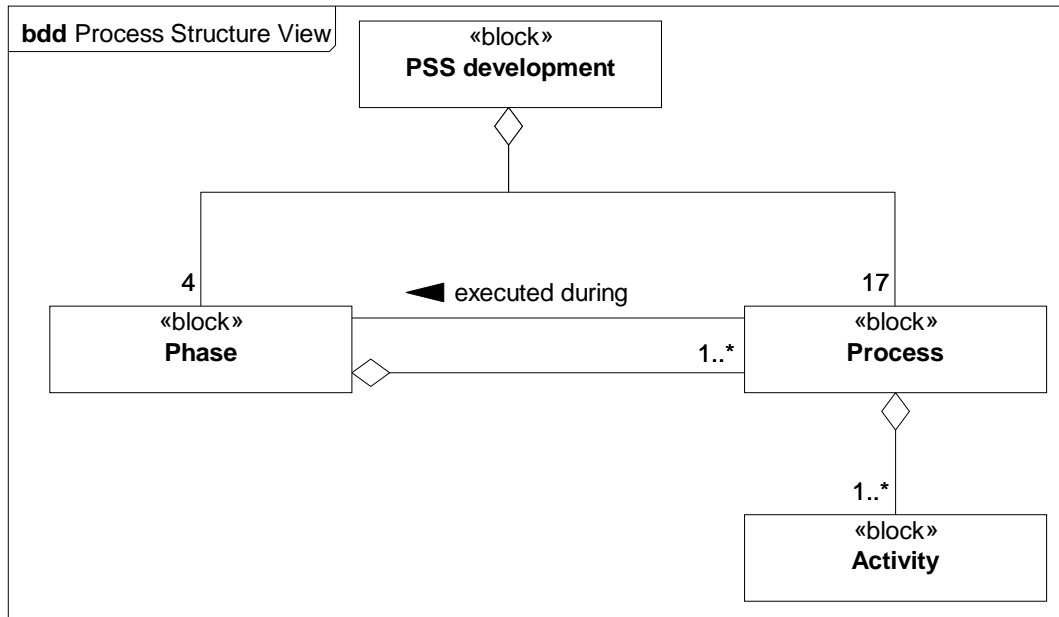 bdd Process Structure View
«block»
PSS development
4
17
executed during
«block»
Phase
1..*
«block»
Process
1..*
«block»
Activity